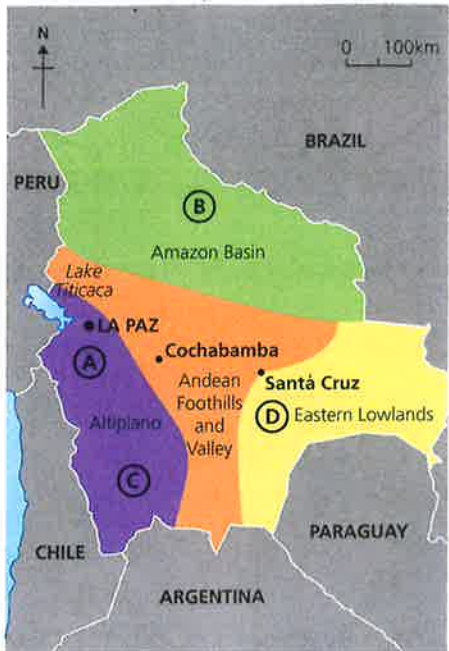 N
0 100km
BRAZIL
PERU
B
Amazon Basin
Lake
Titicaca
LA PAZ
Cochabamba
A
Andean
Foothills
and
Valley
Santá Cruz
D Eastern Lowlands
Altiplano
C
PARAGUAY
CHILE
ARGENTINA